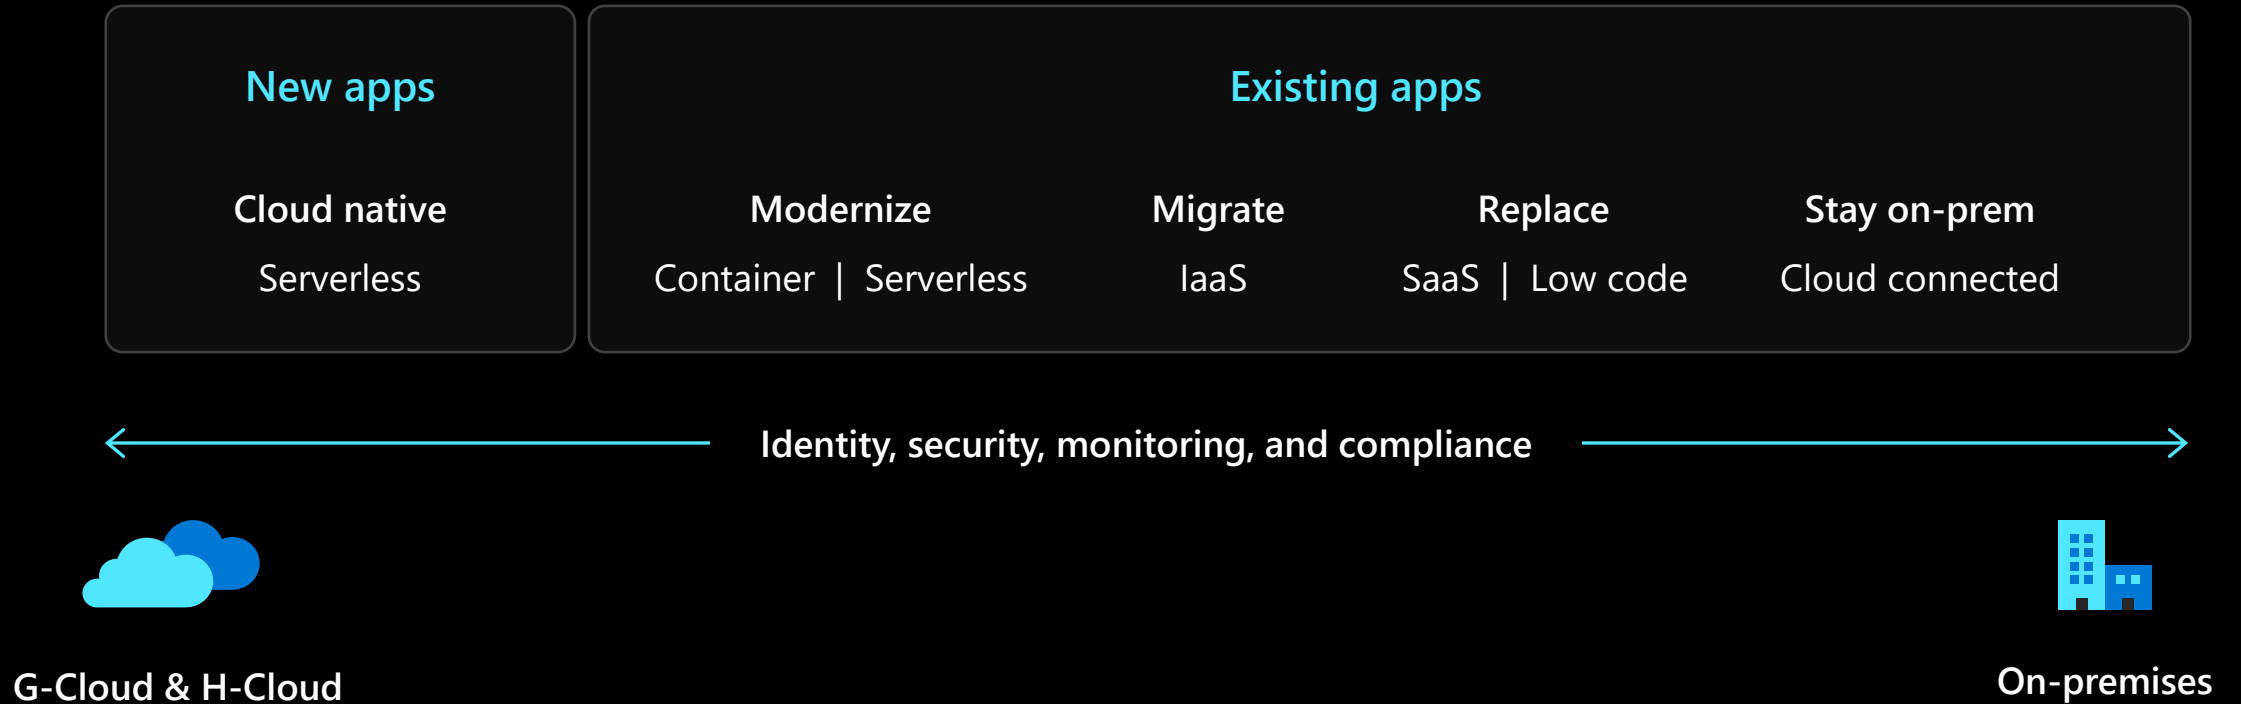 New apps
Existing apps
Cloud native
Modernize
Migrate
Replace
Stay on-prem
Serverless
Container | Serverless
IaaS
SaaS | Low code
Cloud connected
Identity, security, monitoring, and compliance
G-Cloud & H-Cloud
On-premises